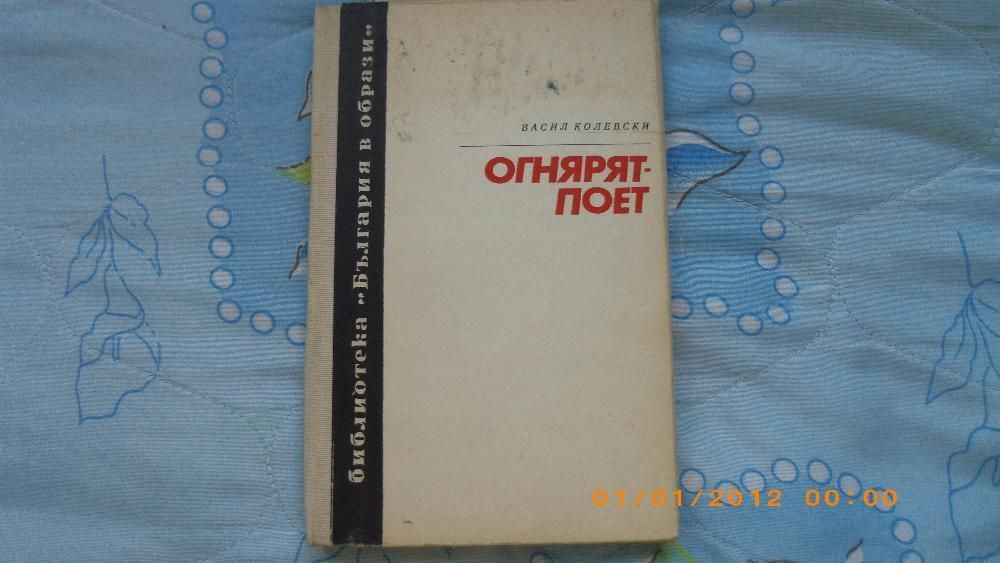 библиотека „България в образи“
ВАСИЛ КОЛЕВСКИ
ОГНЯРЯТ-
ПОЕТ
01/01/2012 00:00